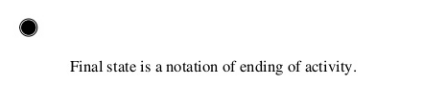 Final state is a notation of ending of activity.